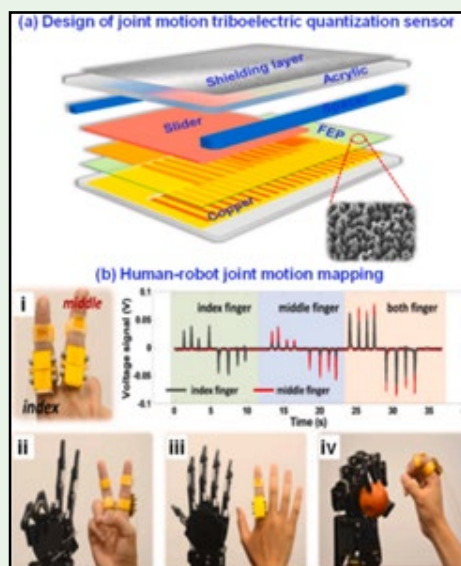 (a) Design of joint motion triboelectric quantization sensor
Shielding layer
Acrylic
Spacer
Slider
FEP
Copper
(b) Human-robot joint motion mapping
i
middle
index
Voltage signal (V)
0.1
0.05
0
-0.05
-0.1
index finger
middle finger
both finger
index finger
middle finger
0
5
10
15
20
25
30
35
40
Time (s)
ii
iii
iv